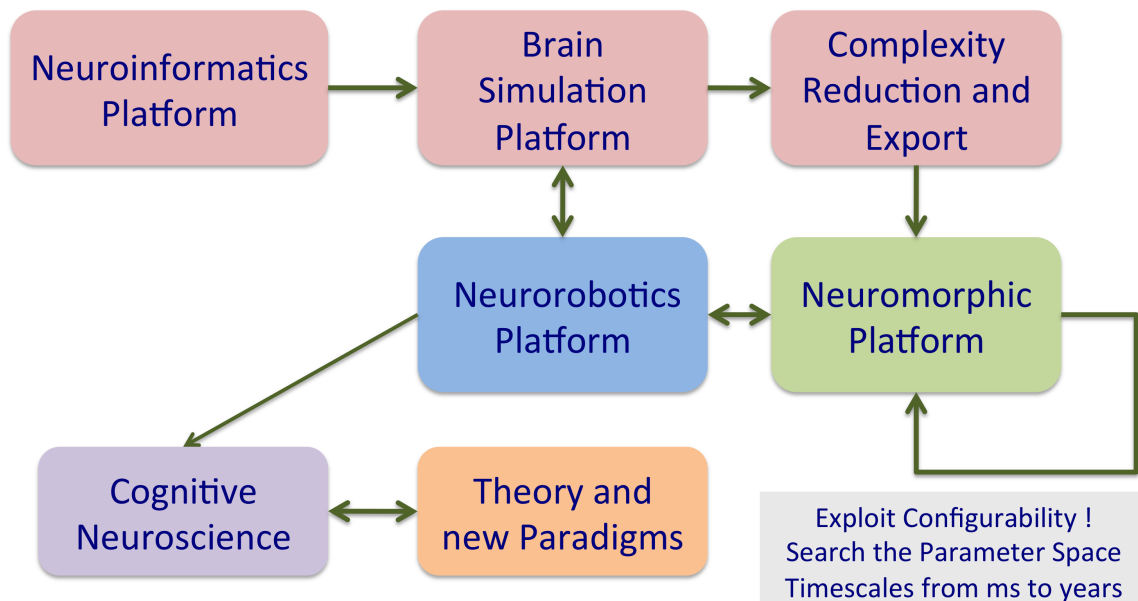 Neuroinformatics
Platform
Brain
Simulation
Platform
Complexity
Reduction and
Export
Neurorobotics
Platform
Neuromorphic
Platform
Cognitive
Neuroscience
Theory and
new Paradigms
Exploit Configurability !
Search the Parameter Space
Timescales from ms to years